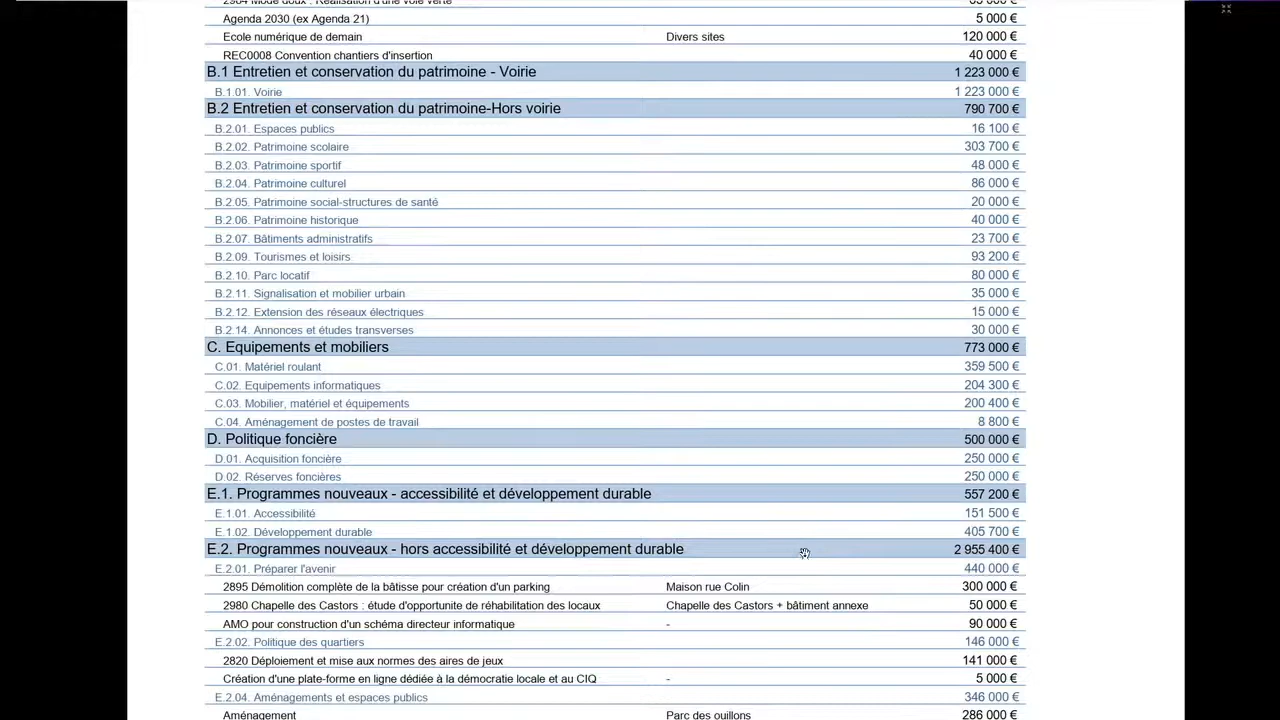 2984 Mode doux : Réalisation d'une voie verte
Agenda 2030 (ex Agenda 21) 5 000 €
Ecole numérique de demain Divers sites 120 000 €
REC0008 Convention chantiers d'insertion 40 000 €
B.1 Entretien et conservation du patrimoine - Voirie 1 223 000 €
B.1.01. Voirie 1 223 000 €
B.2 Entretien et conservation du patrimoine-Hors voirie 790 700 €
B.2.01. Espaces publics 16 100 €
B.2.02. Patrimoine scolaire 303 700 €
B.2.03. Patrimoine sportif 48 000 €
B.2.04. Patrimoine culturel 86 000 €
B.2.05. Patrimoine social-structures de santé 20 000 €
B.2.06. Patrimoine historique 40 000 €
B.2.07. Bâtiments administratifs 23 700 €
B.2.09. Tourismes et loisirs 93 200 €
B.2.10. Parc locatif 80 000 €
B.2.11. Signalisation et mobilier urbain 35 000 €
B.2.12. Extension des réseaux électriques 15 000 €
B.2.14. Annonces et études transverses 30 000 €
C. Equipements et mobiliers 773 000 €
C.01. Matériel roulant 359 500 €
C.02. Equipements informatiques 204 300 €
C.03. Mobilier, matériel et équipements 200 400 €
C.04. Aménagement de postes de travail 8 800 €
D. Politique foncière 500 000 €
D.01. Acquisition foncière 250 000 €
D.02. Réserves foncières 250 000 €
E.1. Programmes nouveaux - accessibilité et développement durable 557 200 €
E.1.01. Accessibilité 151 500 €
E.1.02. Développement durable 405 700 €
E.2. Programmes nouveaux - hors accessibilité et développement durable 2 955 400 €
E.2.01. Préparer l'avenir 440 000 €
2895 Démolition complète de la bâtisse pour création d'un parking Maison rue Colin 300 000 €
2980 Chapelle des Castors : étude d'opportunite de réhabilitation des locaux Chapelle des Castors + bâtiment annexe 50 000 €
AMO pour construction d'un schéma directeur informatique - 90 000 €
E.2.02. Politique des quartiers 146 000 €
2820 Déploiement et mise aux normes des aires de jeux 141 000 €
Création d'une plate-forme en ligne dédiée à la démocratie locale et au CIQ - 5 000 €
E.2.04. Aménagements et espaces publics 346 000 €
Aménagement Parc des ouillons 286 000 €